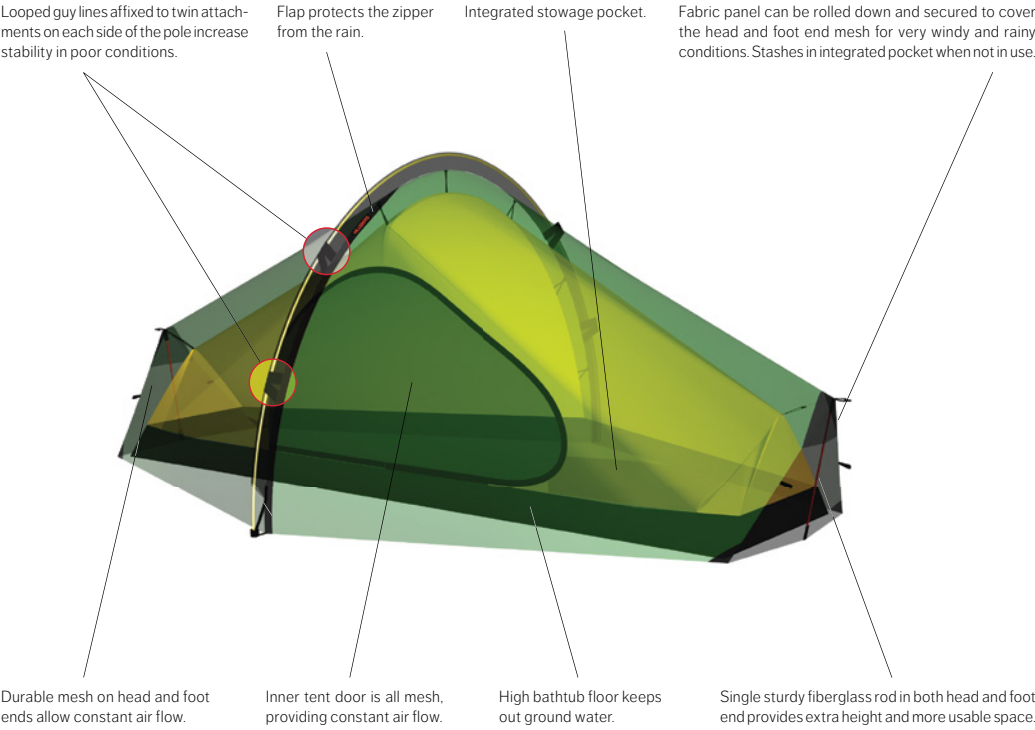 Looped guy lines affixed to twin attach-
ments on each side of the pole increase
stability in poor conditions.
Flap protects the zipper
from the rain.
Integrated stowage pocket.
Fabric panel can be rolled down and secured to cover
the head and foot end mesh for very windy and rainy
conditions. Stashes in integrated pocket when not in use.
Durable mesh on head and foot
ends allow constant air flow.
Inner tent door is all mesh,
providing constant air flow.
High bathtub floor keeps
out ground water.
Single sturdy fiberglass rod in both head and foot
end provides extra height and more usable space.